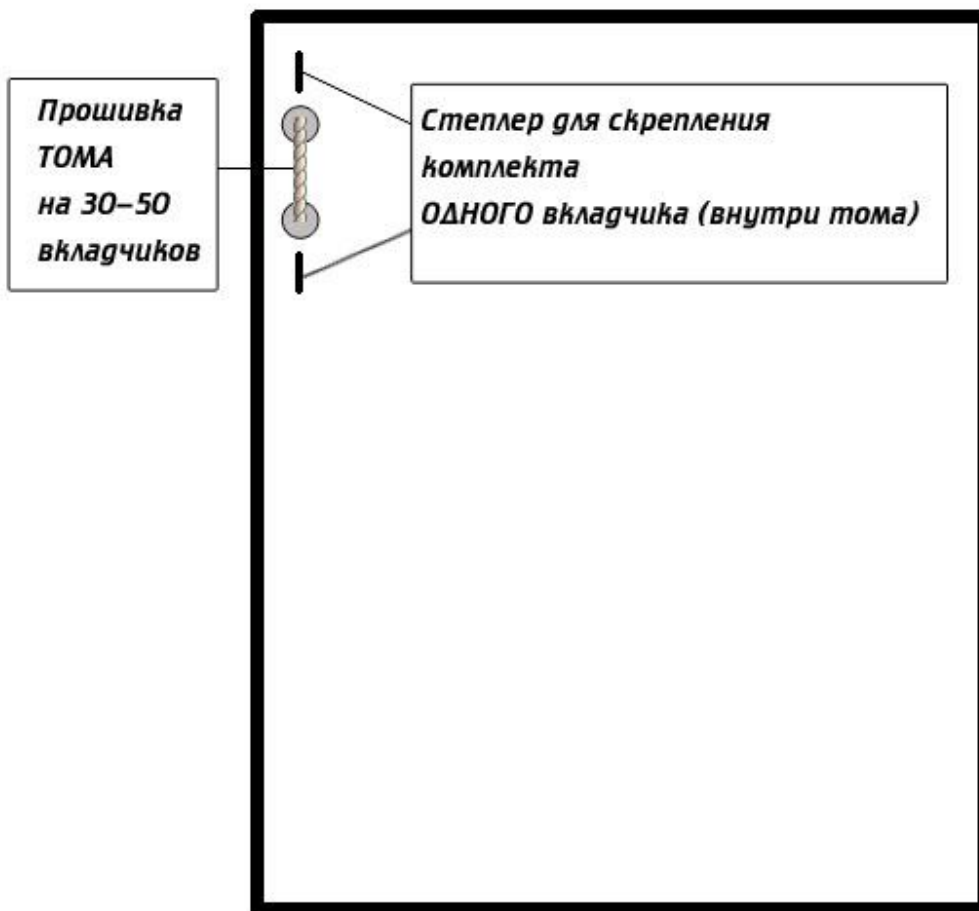 Прошивка
ТОМА
на 30–50
вкладчиков
Степлер для скрепления
комплекта
ОДНОГО вкладчика (внутри тома)